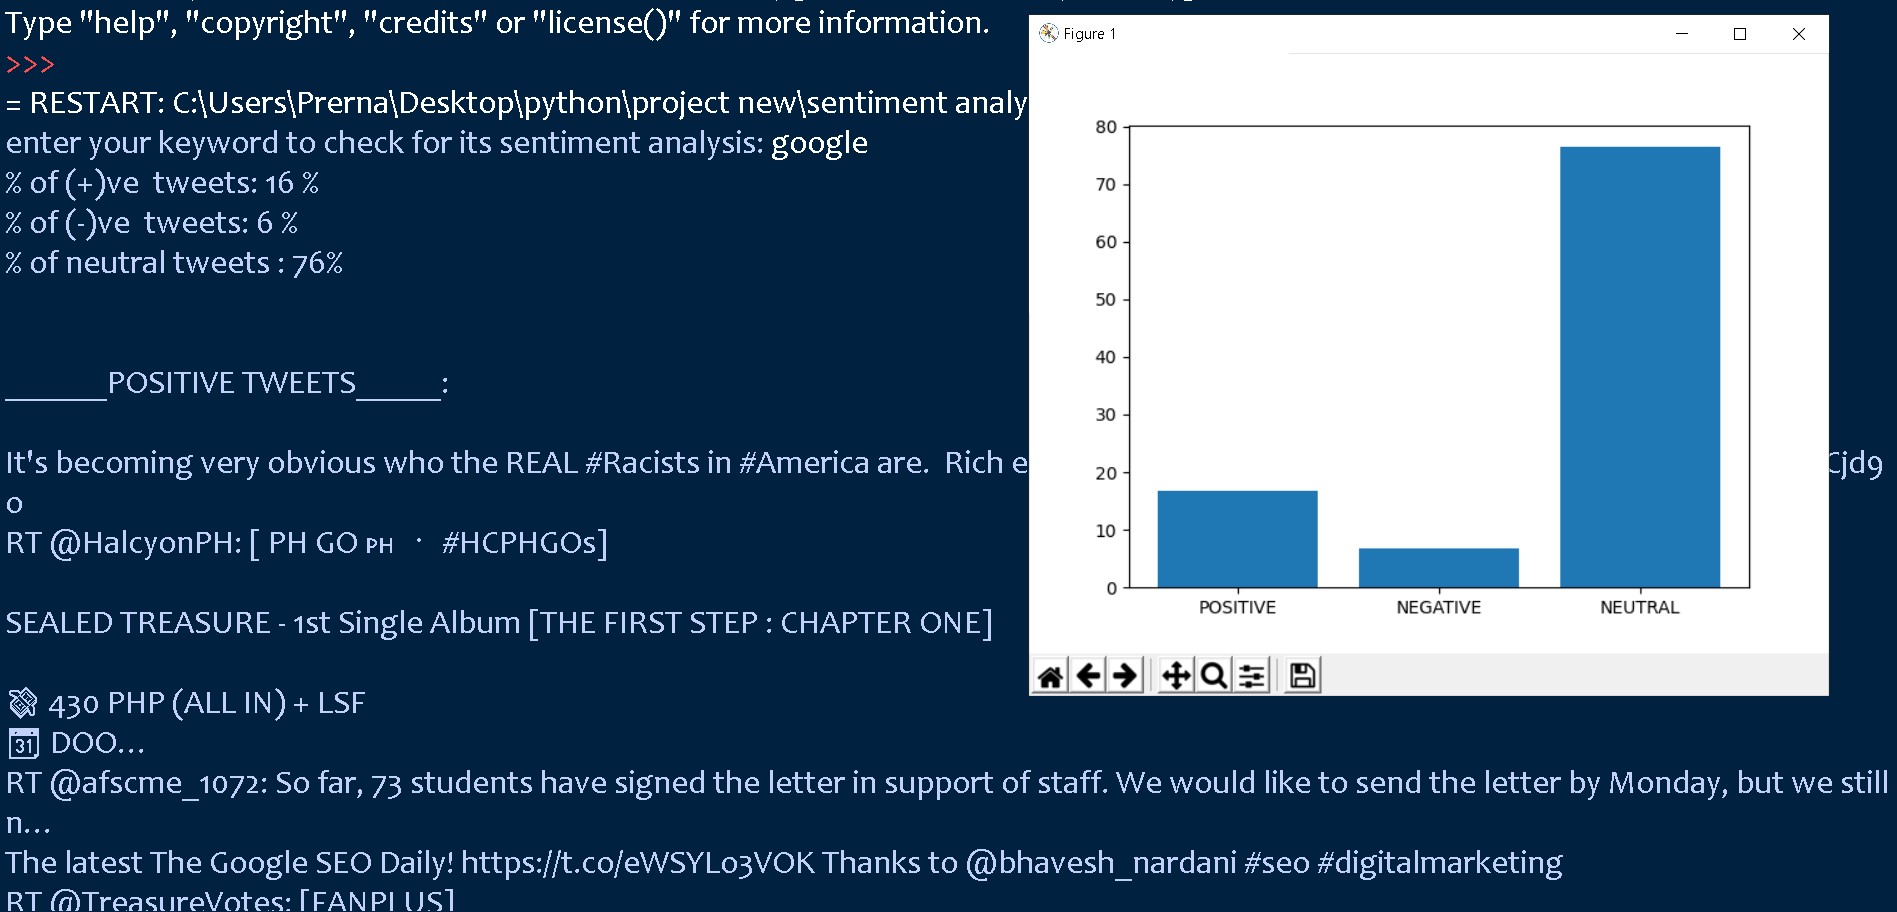 Type "help", "copyright", "credits" or "license()" for more information.
>>>
= RESTART: C:\Users\Prerna\Desktop\python\project new\sentiment analy
enter your keyword to check for its sentiment analysis: google
% of (+)ve  tweets: 16 %
% of (-)ve  tweets: 6 %
% of neutral tweets : 76%
______POSITIVE TWEETS_____:
It's becoming very obvious who the REAL #Racists in #America are.  Rich e
Cjd9
0
RT @HalcyonPH: [ PH GO ᴘʜ ・ #HCPHGOs]
SEALED TREASURE - 1st Single Album [THE FIRST STEP : CHAPTER ONE]
430 PHP (ALL IN) + LSF
31 DOO…
RT @afscme_1072: So far, 73 students have signed the letter in support of staff. We would like to send the letter by Monday, but we still
n…
The latest The Google SEO Daily! https://t.co/eWSYL03VOK Thanks to @bhavesh_nardani #seo #digitalmarketing
RT @TreasureVotes: [FANPLUS]
Figure 1
80
70
60
50
40
30
20
10
0
POSITIVE NEGATIVE NEUTRAL